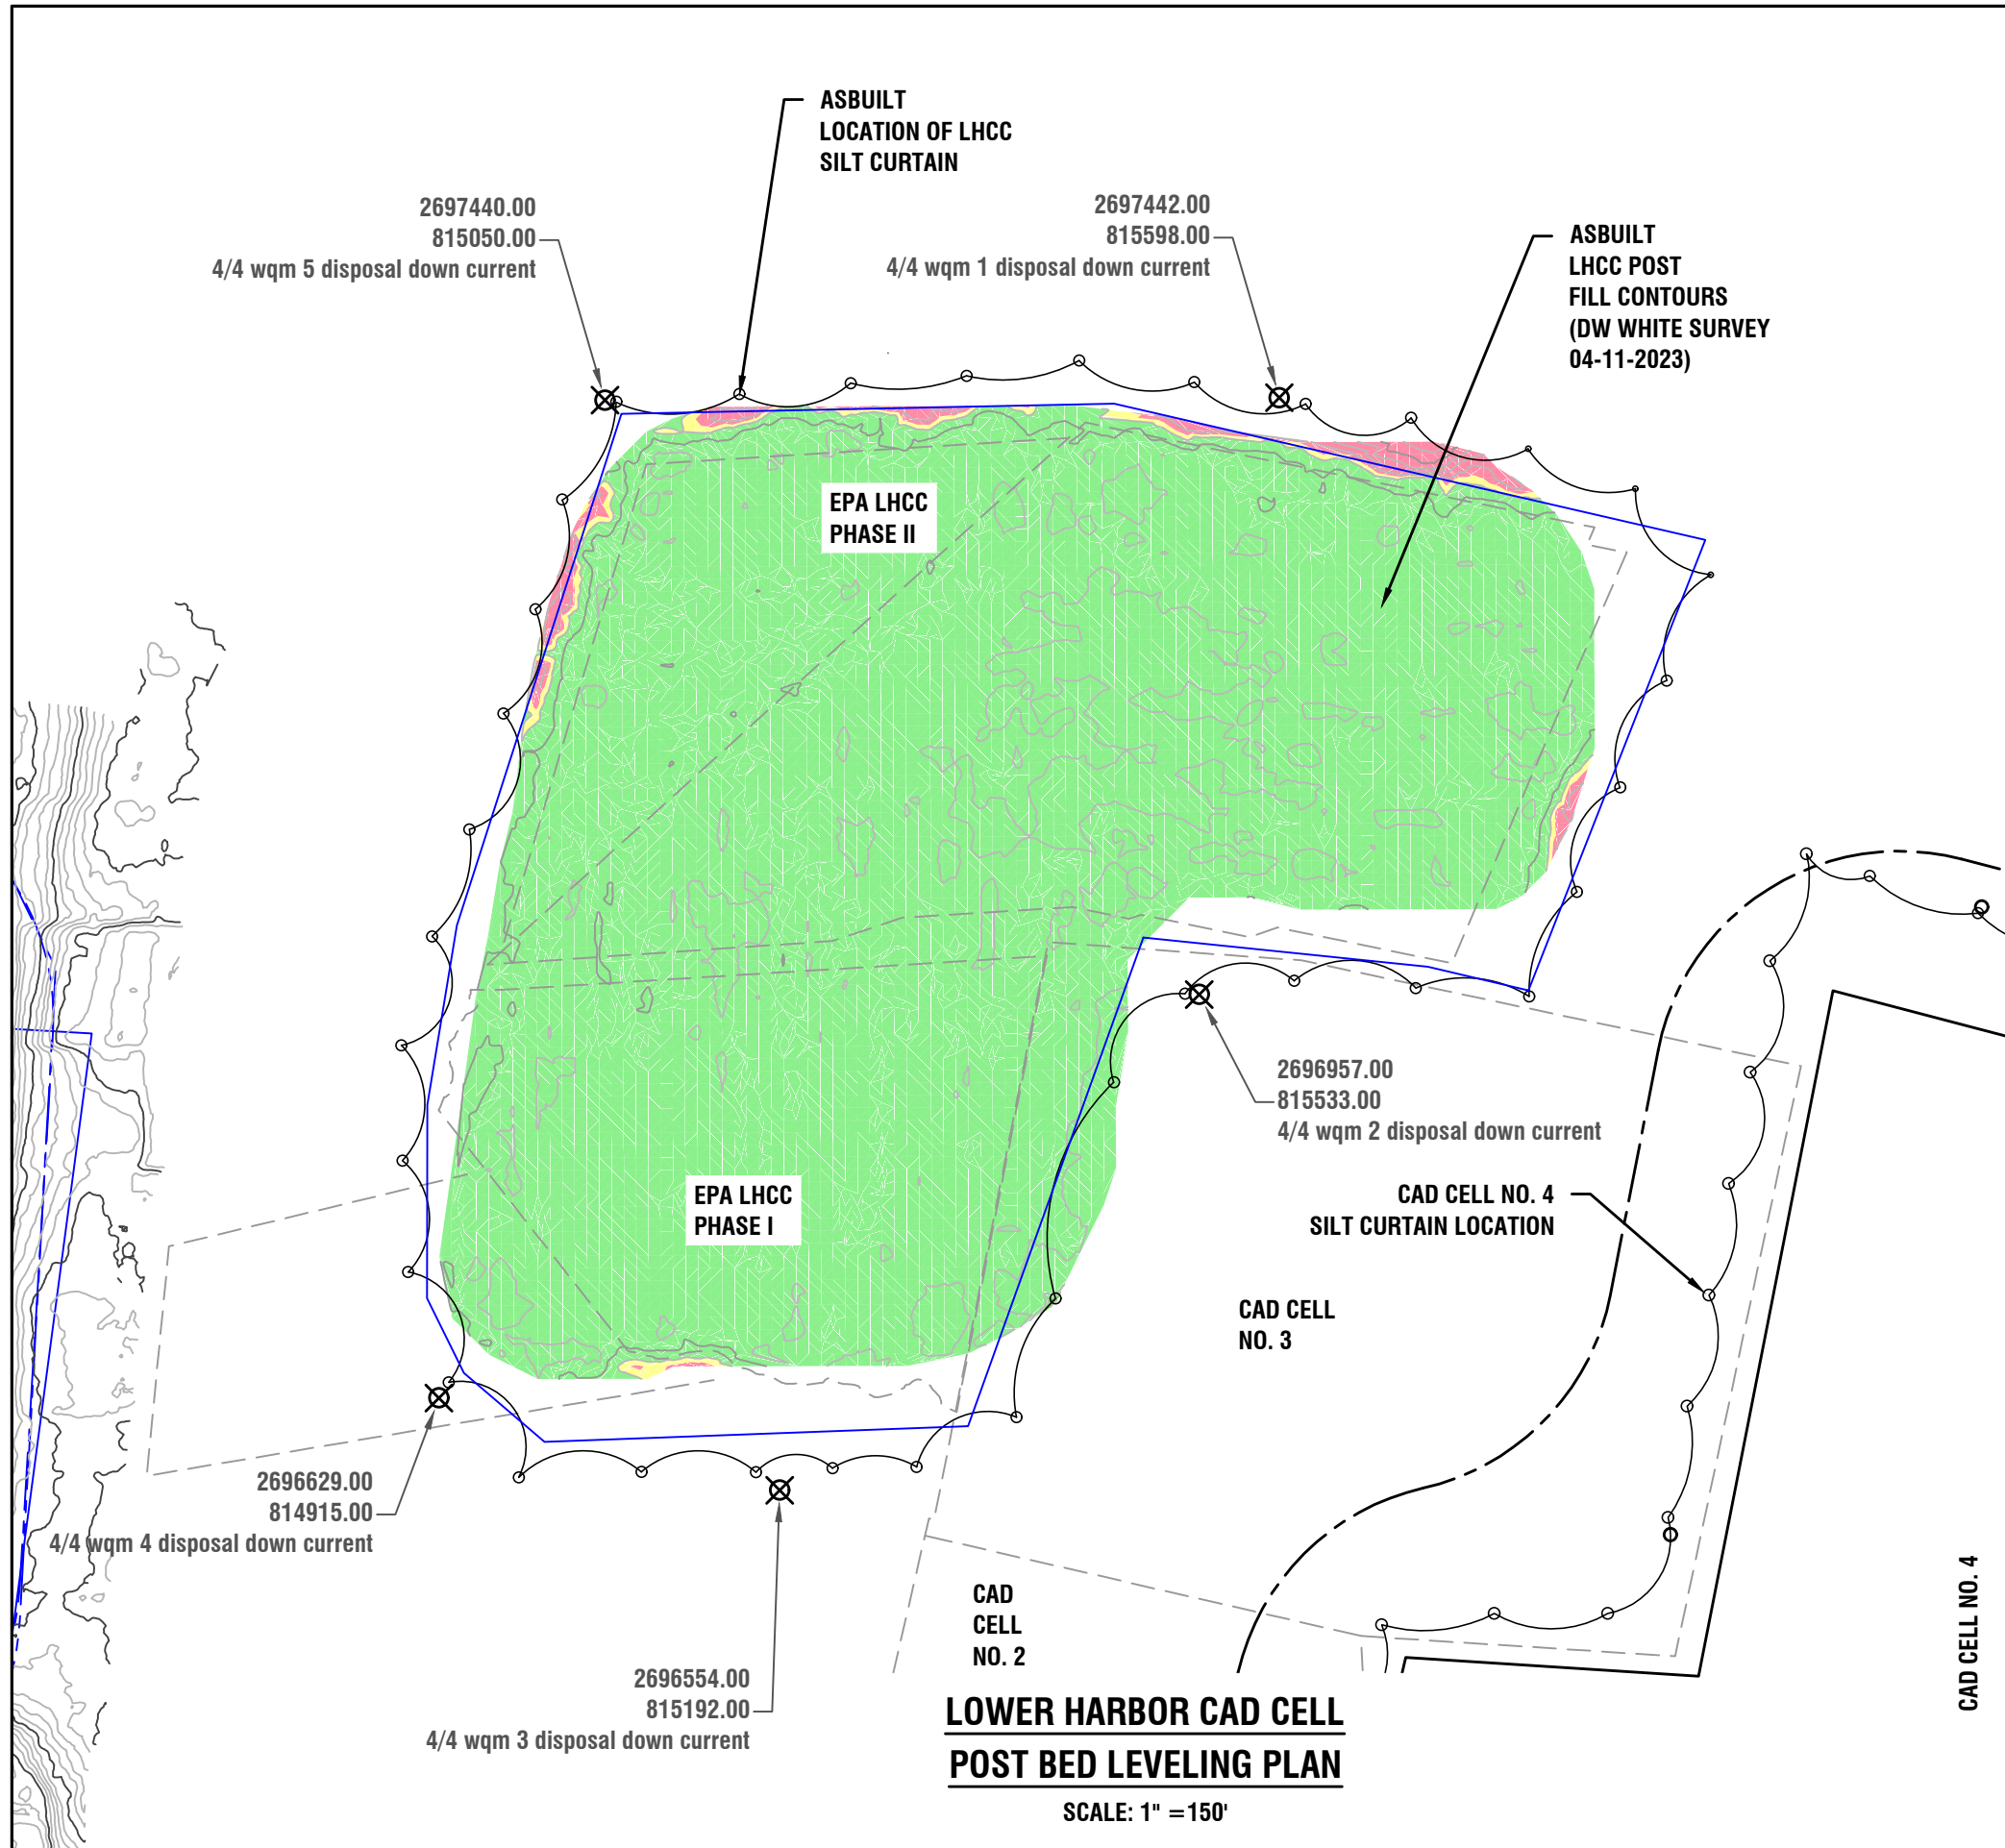 ASBUILT
LOCATION OF LHCC
SILT CURTAIN
2697440.00
815050.00
4/4 wqm 5 disposal down current
2697442.00
815598.00
4/4 wqm 1 disposal down current
ASBUILT
LHCC POST
FILL CONTOURS
(DW WHITE SURVEY
04-11-2023)
EPA LHCC
PHASE II
2696957.00
815533.00
4/4 wqm 2 disposal down current
EPA LHCC
PHASE I
CAD CELL NO. 4
SILT CURTAIN LOCATION
CAD CELL
NO. 3
2696629.00
814915.00
4/4 wqm 4 disposal down current
CAD
CELL
NO. 2
CAD CELL NO. 4
2696554.00
815192.00
4/4 wqm 3 disposal down current
LOWER HARBOR CAD CELL
POST BED LEVELING PLAN
SCALE: 1" =150'